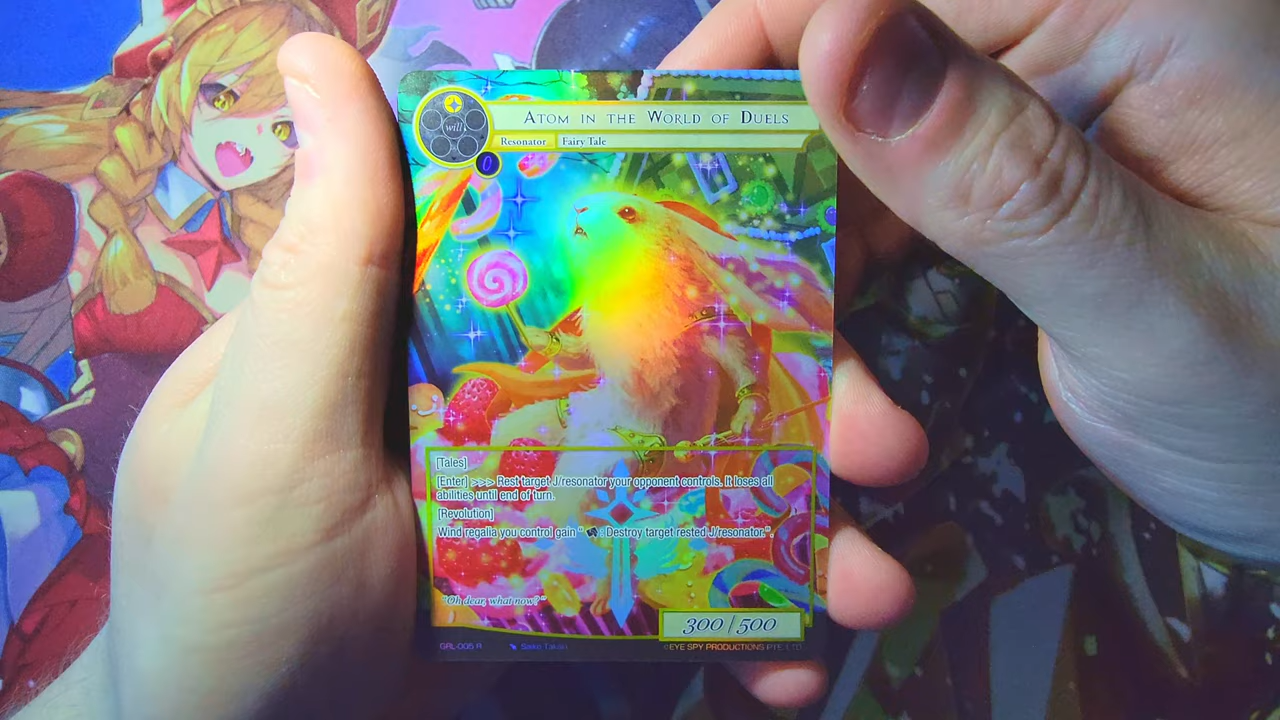 ATOM IN THE WORLD OF DUELS
will
Resonator Fairy Tale
0
[Tales]
[Enter] >>> Rest target J/resonator your opponent controls. It loses all
abilities until end of turn.
[Revolution]
Wind regalia you control gain " : Destroy target rested J/resonator.".
"Oh dear, what now?"
300/500
GRL-005 R
©EYE SPY PRODUCTIONS PTE. LTD.